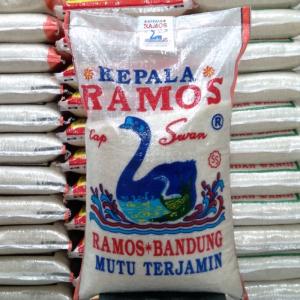 KEPALA
RAMOS
Cap Swan ®
RAMOS*BANDUNG
MUTU TERJAMIN